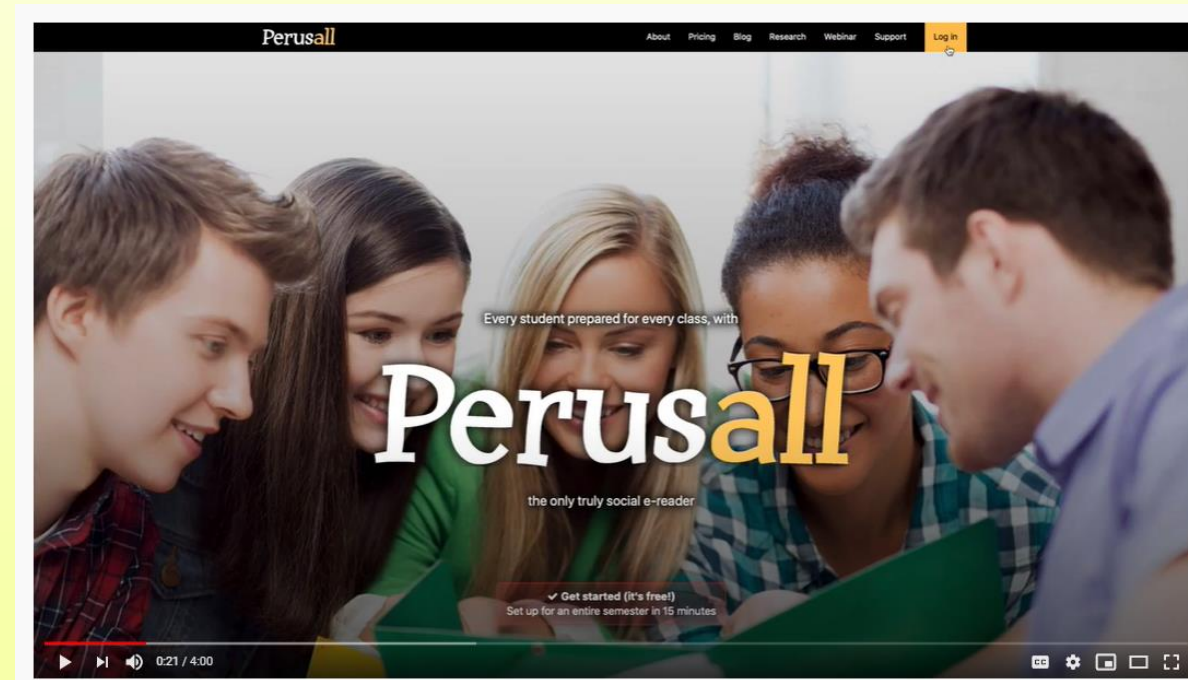 Perusall
About Pricing Blog Research Webinar Support Log in
Every student prepared for every class, with
Perusall
the only truly social e-reader
✓ Get started (it's free!)
Set up for an entire semester in 15 minutes
0:21 / 4:00
CC